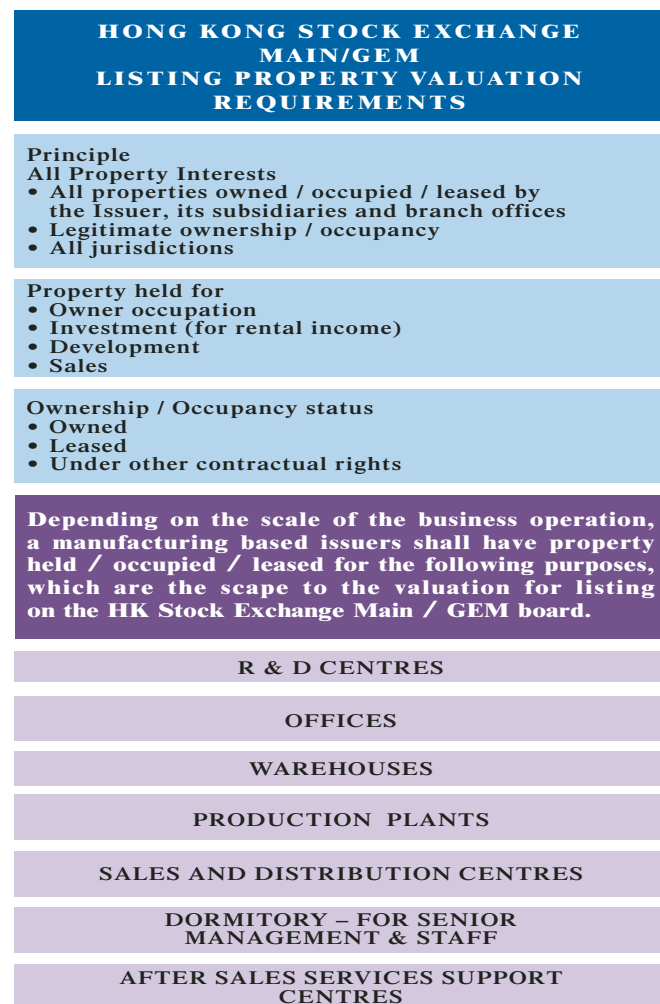 HONG KONG STOCK EXCHANGE
MAIN/GEM
LISTING PROPERTY VALUATION
REQUIREMENTS
Principle
All Property Interests
• All properties owned / occupied / leased by
the Issuer, its subsidiaries and branch offices
• Legitimate ownership / occupancy
• All jurisdictions
Property held for
• Owner occupation
• Investment (for rental income)
• Development
• Sales
Ownership / Occupancy status
• Owned
• Leased
• Under other contractual rights
Depending on the scale of the business operation,
a manufacturing based issuers shall have property
held / occupied / leased for the following purposes,
which are the scape to the valuation for listing
on the HK Stock Exchange Main / GEM board.
R & D CENTRES
OFFICES
WAREHOUSES
PRODUCTION PLANTS
SALES AND DISTRIBUTION CENTRES
DORMITORY – FOR SENIOR
MANAGEMENT & STAFF
AFTER SALES SERVICES SUPPORT
CENTRES